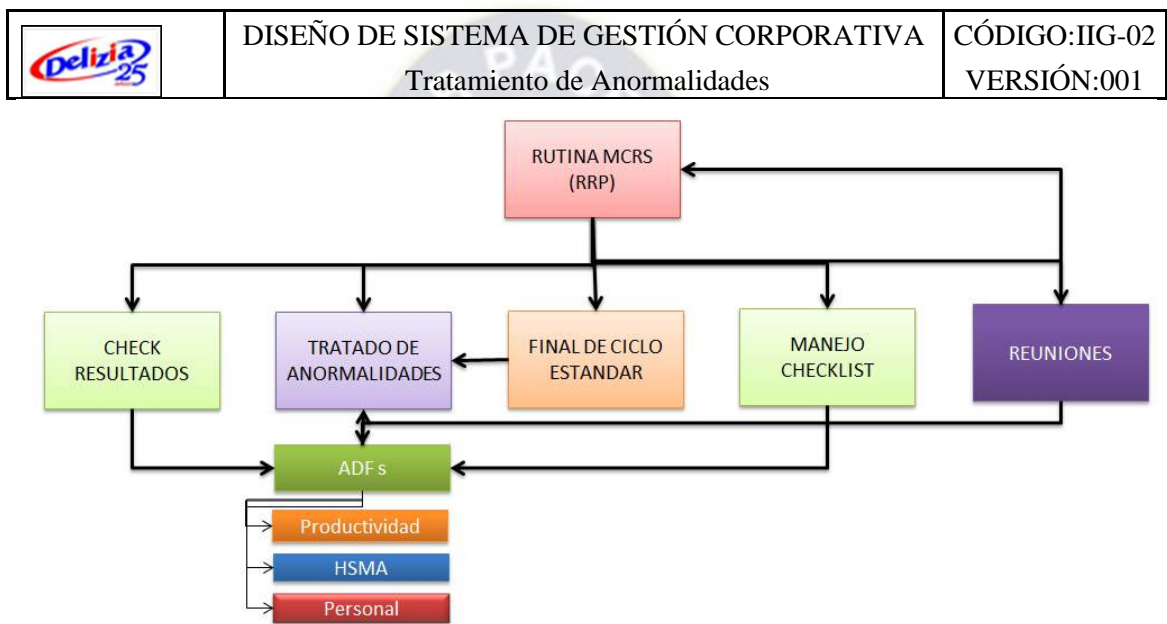 Delizia
25
DISEÑO DE SISTEMA DE GESTIÓN CORPORATIVA
Tratamiento de Anormalidades
CÓDIGO:IIG-02
VERSIÓN:001
RUTINA MCRS
(RRP)
CHECK
RESULTADOS
TRATADO DE
ANORMALIDADES
FINAL DE CICLO
ESTANDAR
MANEJO
CHECKLIST
REUNIONES
ADF s
Productividad
HSMA
Personal